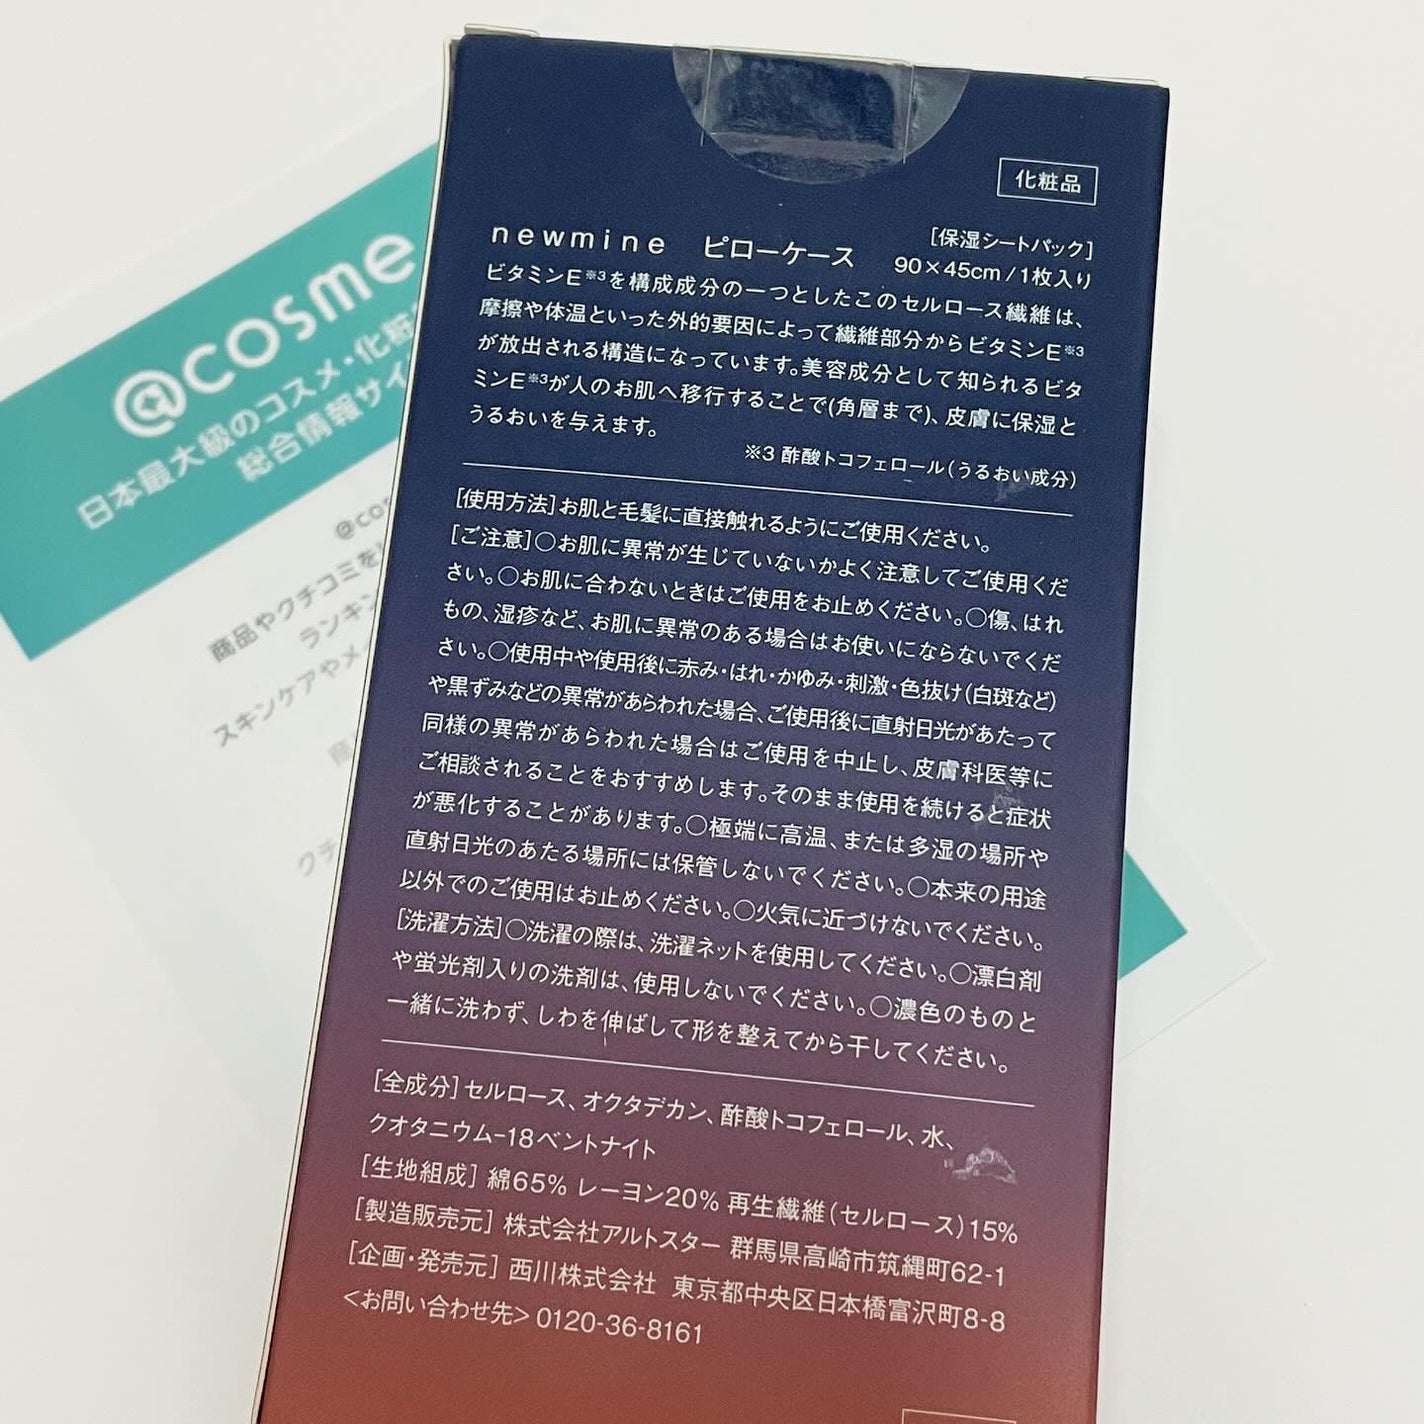 @cosme
日本最大級のコスメ・化粧
総合情報サイ
@cos
商品やクチコミを
ランキン
スキンケアやメ
クチ
化粧品
newmine ピローケース
[保湿シートパック]
90×45cm/1枚入り
ビタミンE※3を構成成分の一つとしたこのセルロース繊維は、
摩擦や体温といった外的要因によって繊維部分からビタミンE※3
が放出される構造になっています。美容成分として知られるビタ
ミンE※3が人のお肌へ移行することで(角層まで)、皮膚に保湿と
うるおいを与えます。
※3 酢酸トコフェロール(うるおい成分)
[使用方法]お肌と毛髪に直接触れるようにご使用ください。
[ご注意]○お肌に異常が生じていないかよく注意してご使用くだ
さい。○お肌に合わないときはご使用をお止めください。○傷、はれ
もの、湿疹など、お肌に異常のある場合はお使いにならないでくだ
さい。○使用中や使用後に赤み・はれ・かゆみ・刺激・色抜け(白斑など)
や黒ずみなどの異常があらわれた場合、ご使用後に直射日光があたって
同様の異常があらわれた場合はご使用を中止し、皮膚科医等に
ご相談されることをおすすめします。そのまま使用を続けると症状
が悪化することがあります。○極端に高温、または多湿の場所や
直射日光のあたる場所には保管しないでください。○本来の用途
以外でのご使用はお止めください。○火気に近づけないでください。
[洗濯方法]○洗濯の際は、洗濯ネットを使用してください。○漂白剤
や蛍光剤入りの洗剤は、使用しないでください。○濃色のものと
一緒に洗わず、しわを伸ばして形を整えてから干してください。
[全成分]セルロース、オクタデカン、酢酸トコフェロール、水、
クオタニウム-18ベントナイト
[生地組成] 綿65% レーヨン20% 再生繊維(セルロース)15%
[製造販売元] 株式会社アルトスター 群馬県高崎市筑縄町62-1
[企画・発売元] 西川株式会社 東京都中央区日本橋富沢町8-8
<お問い合わせ先> 0120-36-8161